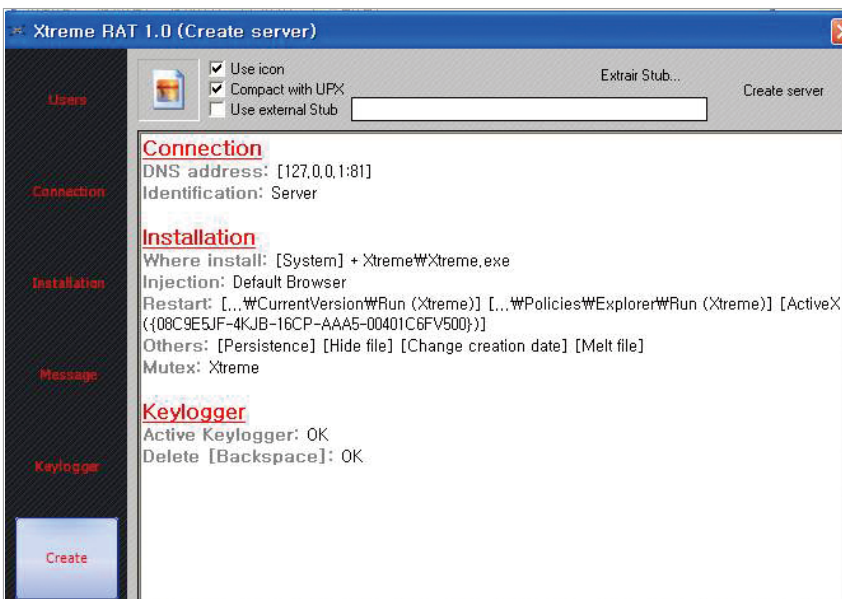 Xtreme RAT 1.0 (Create server)
Users
Connection
Installation
Message
Keylogger
Create
Use icon
Compact with UPX
Use external Stub
Extrair Stub...
Create server
Connection
DNS address: [127,0,0,1:81]
Identification: Server
Installation
Where install: [System] + Xtreme₩Xtreme,exe
Injection: Default Browser
Restart: [...₩CurrentVersion₩Run (Xtreme)] [...₩Policies₩Explorer₩Run (Xtreme)] [ActiveX
({08C9E5JF-4KJB-16CP-AAA5-00401C6FV500})]
Others: [Persistence] [Hide file] [Change creation date] [Melt file]
Mutex: Xtreme
Keylogger
Active Keylogger: OK
Delete [Backspace]: OK